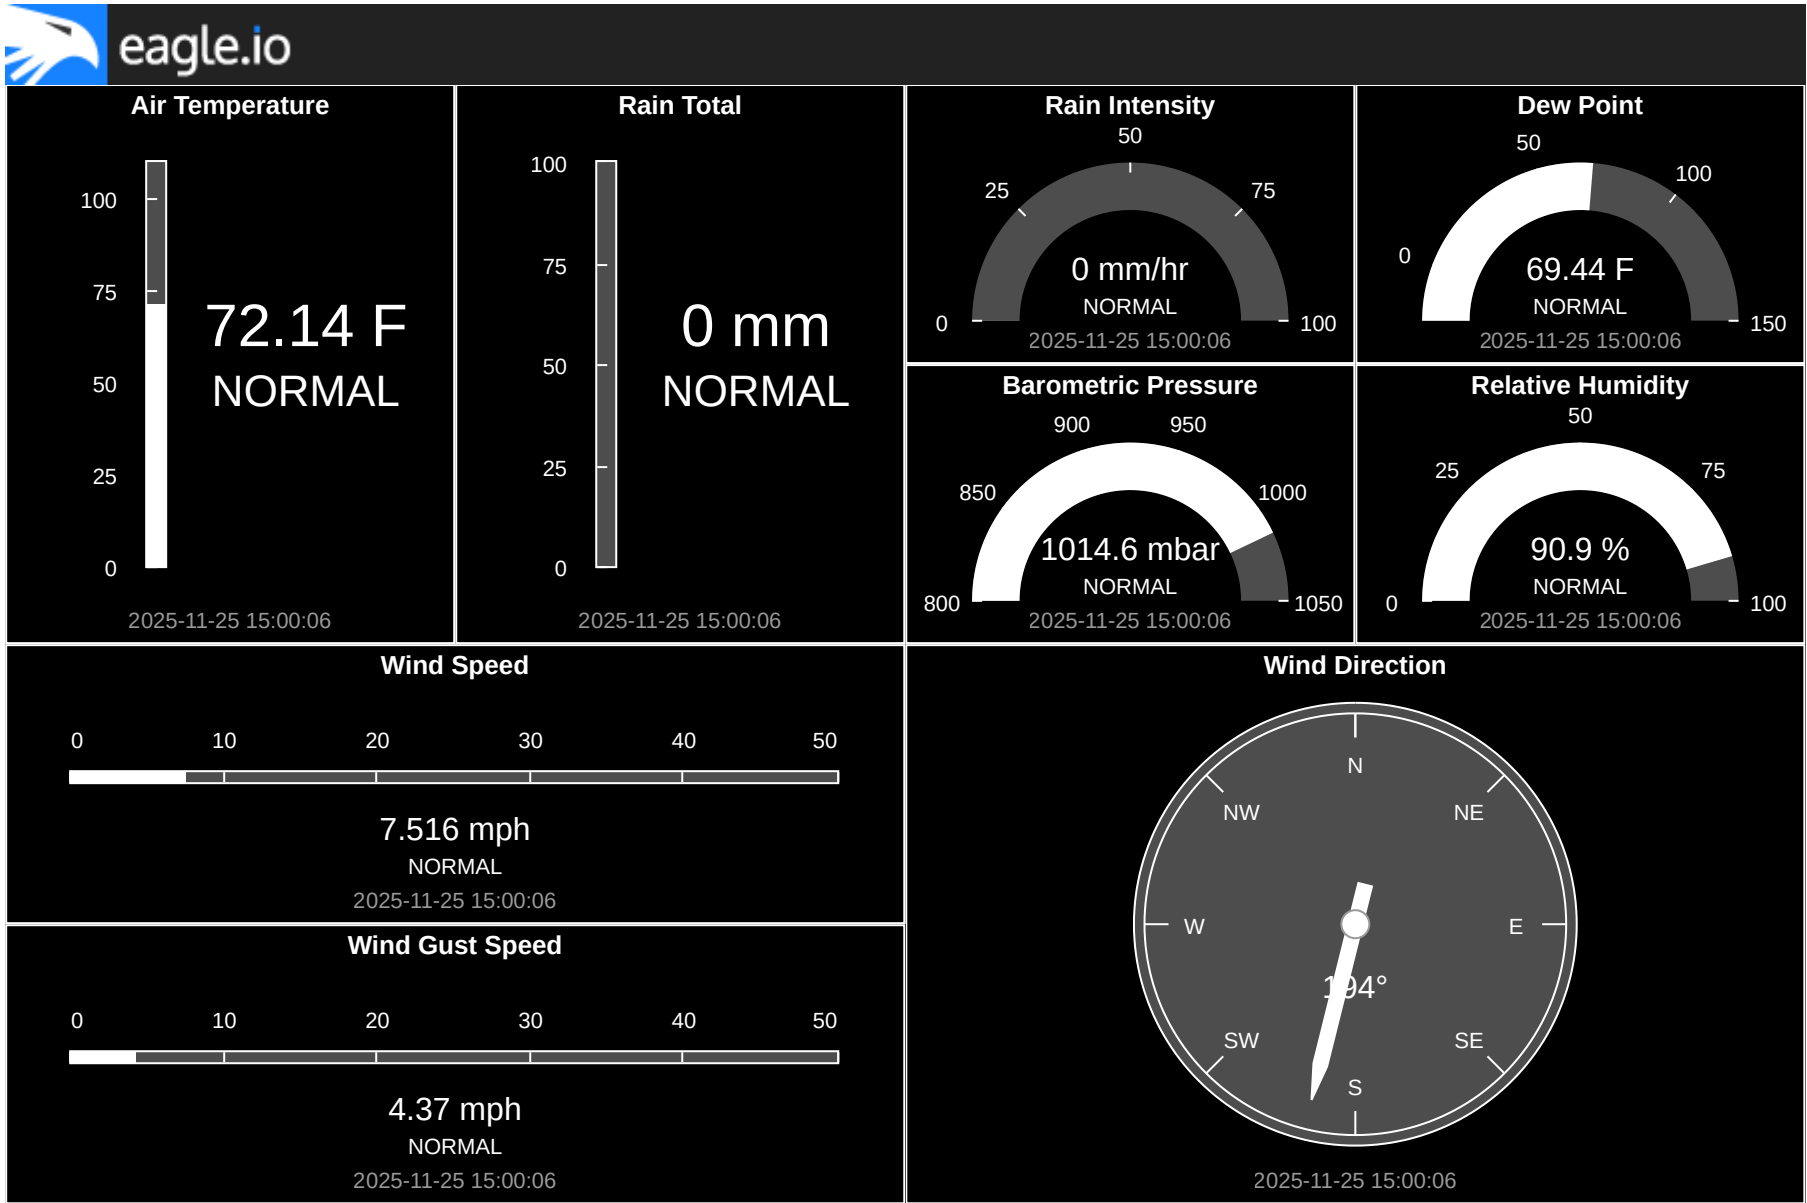 eagle.io
Air Temperature
100
75
50
25
0
72.14 F
NORMAL
2025-11-25 15:00:06
Rain Total
100
75
50
25
0
0 mm
NORMAL
2025-11-25 15:00:06
Rain Intensity
0
25
50
75
100
0 mm/hr
NORMAL
2025-11-25 15:00:06
Dew Point
0
50
100
150
69.44 F
NORMAL
2025-11-25 15:00:06
Barometric Pressure
800
850
900
950
1000
1050
1014.6 mbar
NORMAL
2025-11-25 15:00:06
Relative Humidity
0
25
50
75
100
90.9 %
NORMAL
2025-11-25 15:00:06
Wind Speed
0 10 20 30 40 50
7.516 mph
NORMAL
2025-11-25 15:00:06
Wind Gust Speed
0 10 20 30 40 50
4.37 mph
NORMAL
2025-11-25 15:00:06
Wind Direction
N
NW NE
W E
194°
SW SE
S
2025-11-25 15:00:06